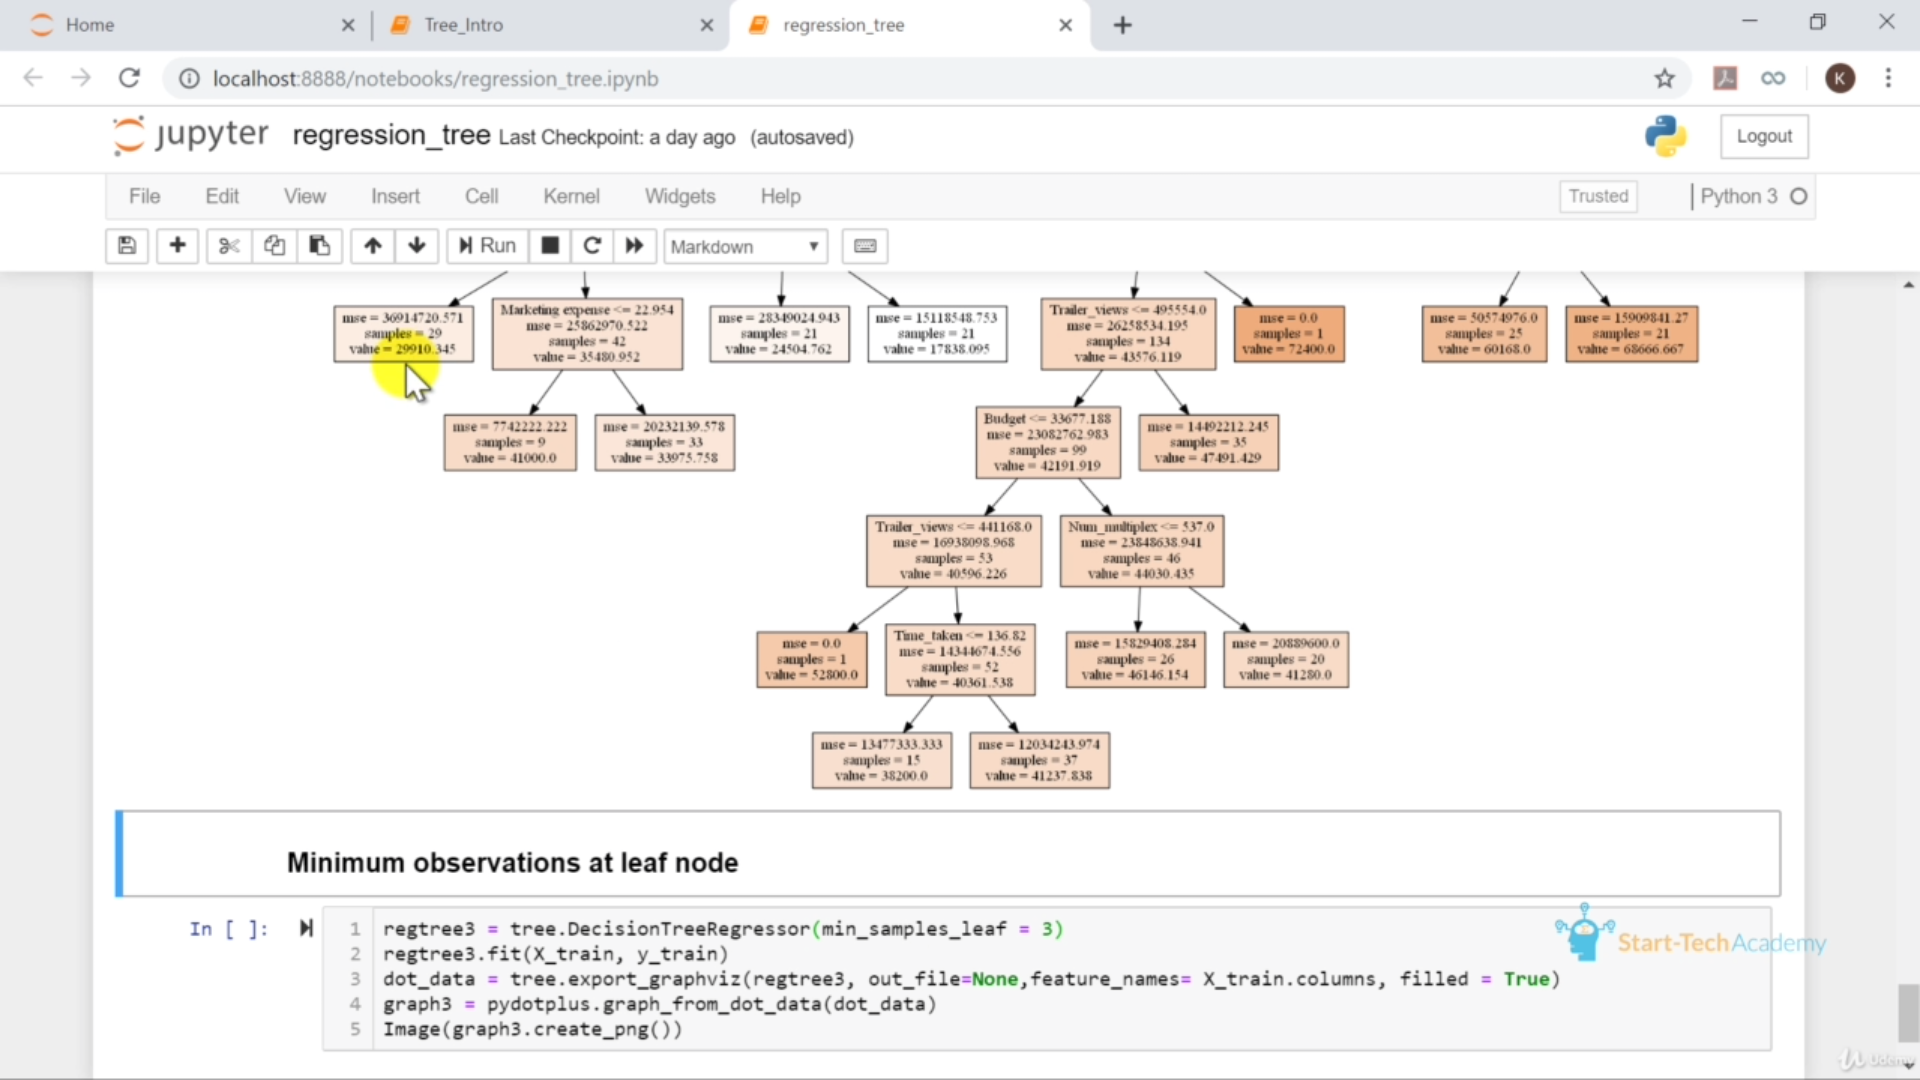 Home
Tree_Intro
regression_tree
localhost:8888/notebooks/regression_tree.ipynb
K
jupyter regression_tree Last Checkpoint: a day ago (autosaved)
Logout
File Edit View Insert Cell Kernel Widgets Help
Trusted
Python 3
Run
Markdown
mse = 36914720.571
samples = 29
value = 29910.345
Marketing expense <= 22.954
mse = 25862970.522
samples = 42
value = 35480.952
mse = 28349024.943
samples = 21
value = 24504.762
mse = 15118548.753
samples = 21
value = 17838.095
Trailer_views <= 495554.0
mse = 26258534.195
samples = 134
value = 43576.119
mse = 0.0
samples = 1
value = 72400.0
mse = 50574976.0
samples = 25
value = 60168.0
mse = 15909841.27
samples = 21
value = 68666.667
mse = 7742222.222
samples = 9
value = 41000.0
mse = 20232139.578
samples = 33
value = 33975.758
Budget <= 33677.188
mse = 23082762.983
samples = 99
value = 42191.919
mse = 14492212.245
samples = 35
value = 47491.429
Trailer_views <= 441168.0
mse = 16938098.968
samples = 53
value = 40596.226
Num_multiplex <= 537.0
mse = 23848638.941
samples = 46
value = 44030.435
mse = 0.0
samples = 1
value = 52800.0
Time_taken <= 136.82
mse = 14344674.556
samples = 52
value = 40361.538
mse = 15829408.284
samples = 26
value = 46146.154
mse = 20889600.0
samples = 20
value = 41280.0
mse = 13477333.333
samples = 15
value = 38200.0
mse = 12034243.974
samples = 37
value = 41237.838
Minimum observations at leaf node
In [ ]:
1 regtree3 = tree.DecisionTreeRegressor(min_samples_leaf = 3)
2 regtree3.fit(X_train, y_train)
3 dot_data = tree.export_graphviz(regtree3, out_file=None,feature_names= X_train.columns, filled = True)
4 graph3 = pydotplus.graph_from_dot_data(dot_data)
5 Image(graph3.create_png())
Start-TechAcademy
Udemy